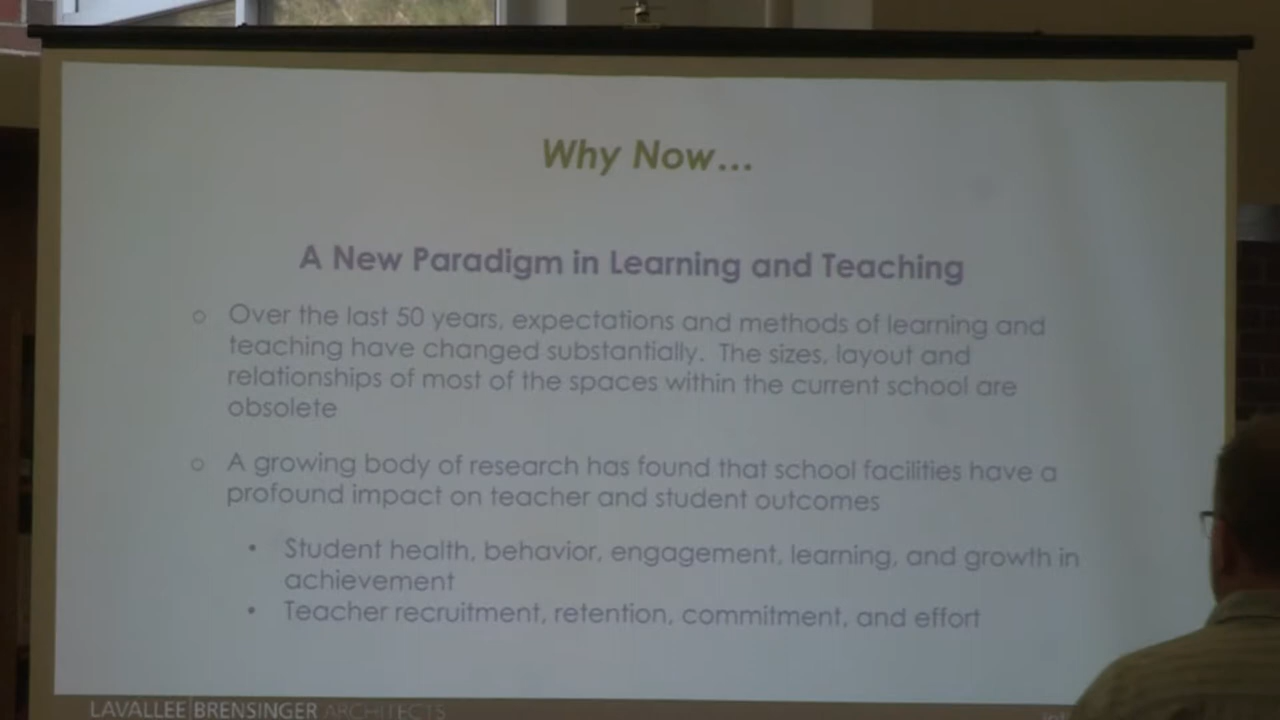 Why Now...
A New Paradigm in Learning and Teaching
o Over the last 50 years, expectations and methods of learning and
teaching have changed substantially. The sizes, layout and
relationships of most of the spaces within the current school are
obsolete
o A growing body of research has found that school facilities have a
profound impact on teacher and student outcomes
• Student health, behavior, engagement, learning, and growth in
achievement
• Teacher recruitment, retention, commitment, and effort
LAVALLEE|BRENSINGER ARCHITECTS